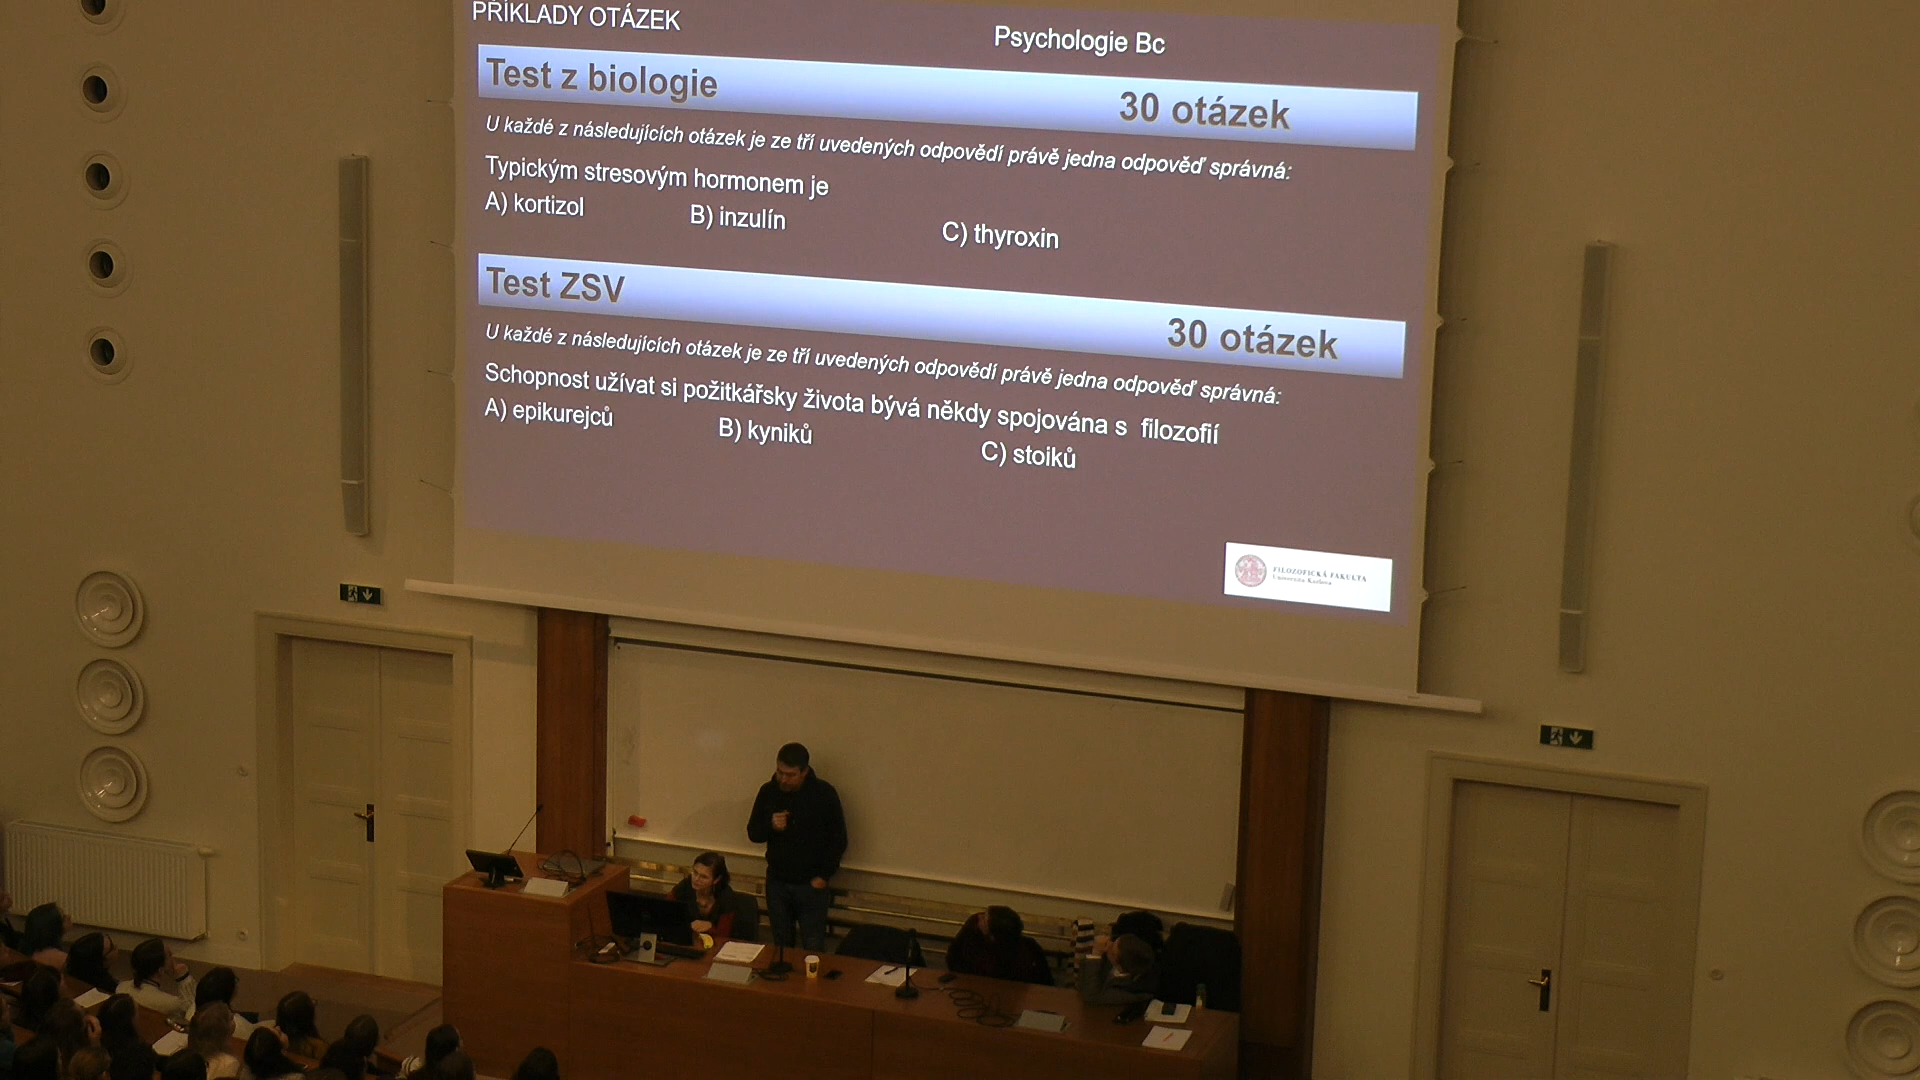 PŘÍKLADY OTÁZEK
Psychologie Bc
Test z biologie
30 otázek
U každé z následujících otázek je ze tří uvedených odpovědí právě jedna odpověď správná:
Typickým stresovým hormonem je
A) kortizol B) inzulín C) thyroxin
Test ZSV
30 otázek
U každé z následujících otázek je ze tří uvedených odpovědí právě jedna odpověď správná:
Schopnost užívat si požitkářsky života bývá někdy spojována s filozofií
A) epikurejců B) kyniků C) stoiků
FILOZOFICKÁ FAKULTA
Univerzita Karlova